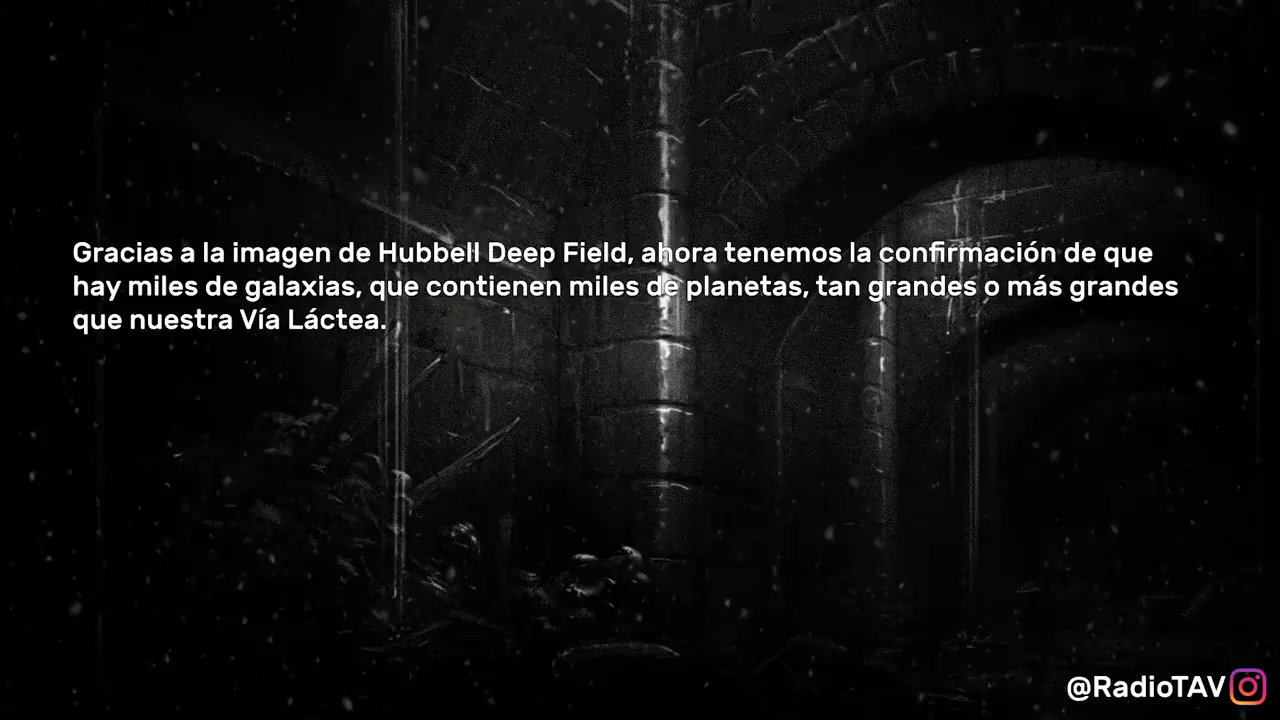 Gracias a la imagen de Hubbell Deep Field, ahora tenemos la confirmación de que
hay miles de galaxias, que contienen miles de planetas, tan grandes o más grandes
que nuestra Vía Láctea.
@RadioTAV